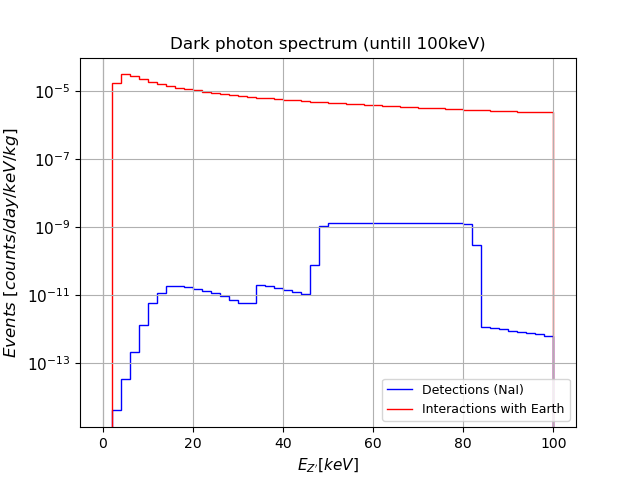 Dark photon spectrum (untill 100keV)
Events [counts/day/keV/kg]
10⁻⁵
10⁻⁷
10⁻⁹
10⁻¹¹
10⁻¹³
Detections (NaI)
Interactions with Earth
0 20 40 60 80 100
E_{Z'}[keV]